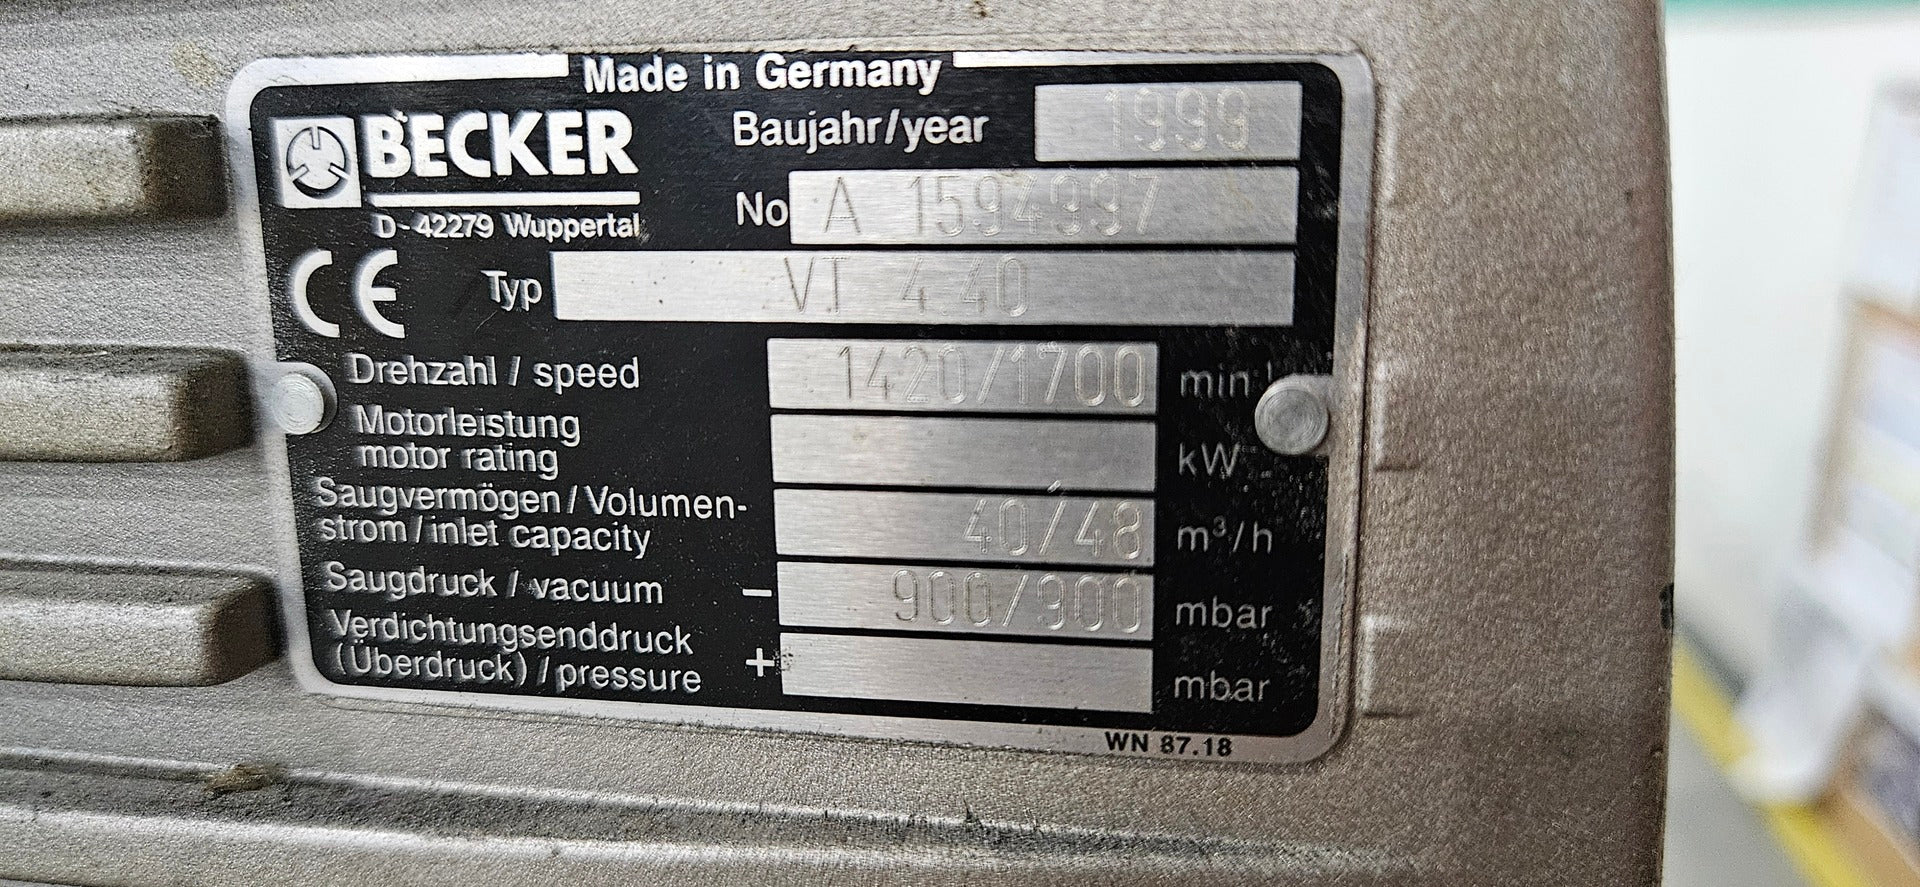 Made in Germany
BECKER
D-42279 Wuppertal
Baujahr/year 1999
No A 1594997
CE Typ VT 4.40
Drehzahl / speed 1420/1700 min-1
Motorleistung
motor rating kW
Saugvermögen/Volumen-
strom/inlet capacity 40/48 m³/h
Saugdruck / vacuum – 900/900 mbar
Verdichtungsenddruck
(Überdruck) / pressure + mbar
WN 87.18